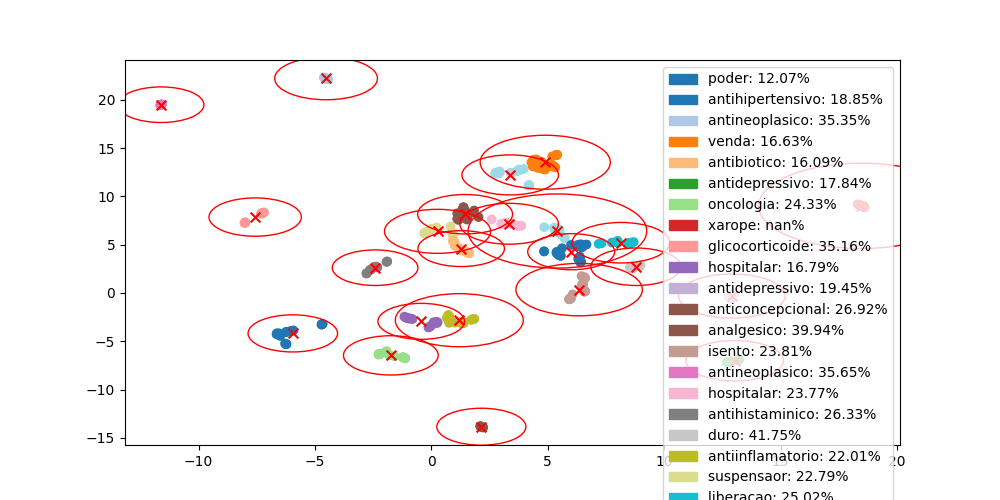 20
15
10
5
0
−5
−10
−15
−10
−5
0
5
10
15
20
poder: 12.07%
antihipertensivo: 18.85%
antineoplasico: 35.35%
venda: 16.63%
antibiotico: 16.09%
antidepressivo: 17.84%
oncologia: 24.33%
xarope: nan%
glicocorticoide: 35.16%
hospitalar: 16.79%
antidepressivo: 19.45%
anticoncepcional: 26.92%
analgesico: 39.94%
isento: 23.81%
antineoplasico: 35.65%
hospitalar: 23.77%
antihistaminico: 26.33%
duro: 41.75%
antiinflamatorio: 22.01%
suspensaor: 22.79%
liberacao: 25.02%